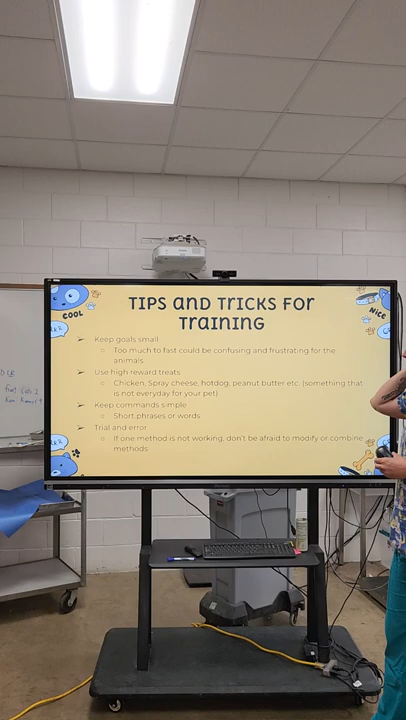 TIPS AND TRICKS FOR
TRAINING
COOL
NICE
Keep goals small
Too much to fast could be confusing and frustrating for the
animals.
Use high reward treats
Chicken, Spray cheese, hotdog, peanut butter etc. (something that
is not everyday for your pet)
Keep commands simple
Short phrases or words
Trial and error
If one method is not working, don't be afraid to modify or combine
methods